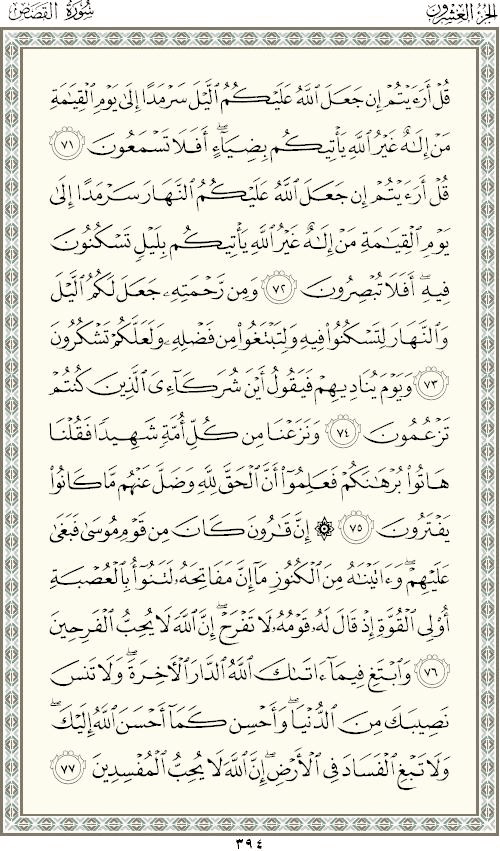 سُورَةُ القَصَصِ الجُزْءُ العِشْرُونَ
قُلْ أَرَءَيْتُمْ إِن جَعَلَ ٱللَّهُ عَلَيْكُمُ ٱلَّيْلَ سَرْمَدًا إِلَىٰ يَوْمِ ٱلْقِيَٰمَةِ
مَنْ إِلَٰهٌ غَيْرُ ٱللَّهِ يَأْتِيكُم بِضِيَآءٍ ۖ أَفَلَا تَسْمَعُونَ ٧١
قُلْ أَرَءَيْتُمْ إِن جَعَلَ ٱللَّهُ عَلَيْكُمُ ٱلنَّهَارَ سَرْمَدًا إِلَىٰ
يَوْمِ ٱلْقِيَٰمَةِ مَنْ إِلَٰهٌ غَيْرُ ٱللَّهِ يَأْتِيكُم بِلَيْلٍ تَسْكُنُونَ
فِيهِ ۖ أَفَلَا تُبْصِرُونَ ٧٢ وَمِن رَّحْمَتِهِۦ جَعَلَ لَكُمُ ٱلَّيْلَ
وَٱلنَّهَارَ لِتَسْكُنُوا۟ فِيهِ وَلِتَبْتَغُوا۟ مِن فَضْلِهِۦ وَلَعَلَّكُمْ تَشْكُرُونَ
٧٣ وَيَوْمَ يُنَادِيهِمْ فَيَقُولُ أَيْنَ شُرَكَآءِىَ ٱلَّذِينَ كُنتُمْ
تَزْعُمُونَ ٧٤ وَنَزَعْنَا مِن كُلِّ أُمَّةٍ شَهِيدًا فَقُلْنَا
هَاتُوا۟ بُرْهَٰنَكُمْ فَعَلِمُوٓا۟ أَنَّ ٱلْحَقَّ لِلَّهِ وَضَلَّ عَنْهُم مَّا كَانُوا۟
يَفْتَرُونَ ٧٥ ۞ إِنَّ قَٰرُونَ كَانَ مِن قَوْمِ مُوسَىٰ فَبَغَىٰ
عَلَيْهِمْ ۖ وَءَاتَيْنَٰهُ مِنَ ٱلْكُنُوزِ مَآ إِنَّ مَفَاتِحَهُۥ لَتَنُوٓأُ بِٱلْعُصْبَةِ
أُو۟لِى ٱلْقُوَّةِ إِذْ قَالَ لَهُۥ قَوْمُهُۥ لَا تَفْرَحْ ۖ إِنَّ ٱللَّهَ لَا يُحِبُّ ٱلْفَرِحِينَ
٧٦ وَٱبْتَغِ فِيمَآ ءَاتَىٰكَ ٱللَّهُ ٱلدَّارَ ٱلْءَاخِرَةَ ۖ وَلَا تَنسَ
نَصِيبَكَ مِنَ ٱلدُّنْيَا ۖ وَأَحْسِن كَمَآ أَحْسَنَ ٱللَّهُ إِلَيْكَ ۖ
وَلَا تَبْغِ ٱلْفَسَادَ فِى ٱلْأَرْضِ ۖ إِنَّ ٱللَّهَ لَا يُحِبُّ ٱلْمُفْسِدِينَ ٧٧
٣٩٤